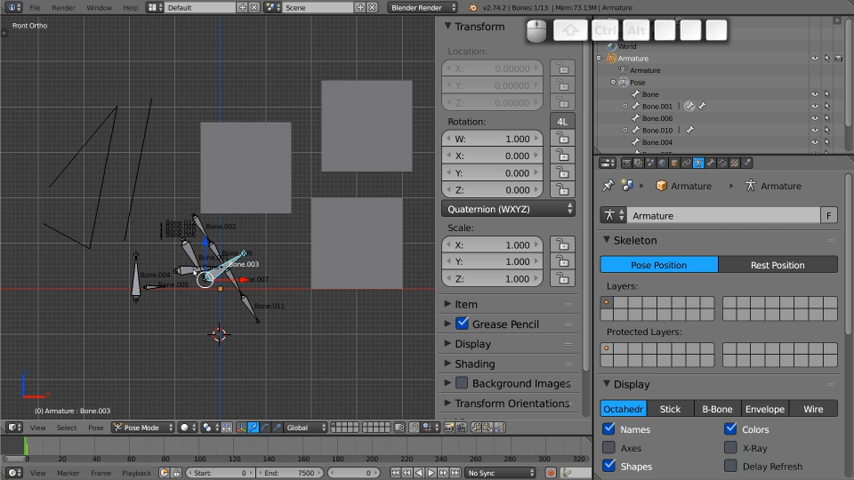 File Render Window Help Default Scene Blender Render v2.74.2 | Bones:1/13 | Mem:73.13M | Armature
Ctrl Alt
Front Ortho
Bone.002
Bone.003
Bone.004
Bone.005
Bone.011
(0) Armature : Bone.003
View Select Pose Pose Mode Global
0 20 40 60 80 100 120 140 160 180 200 220 240 260 280 300 320
View Marker Frame Playback Start: 0 End: 7500 0 No Sync
Transform
Location:
X: 0.00000
Y: 0.00000
Z: 0.00000
Rotation: 4L
W: 1.000
X: 0.000
Y: 0.000
Z: 0.000
Quaternion (WXYZ)
Scale:
X: 1.000
Y: 1.000
Z: 1.000
Item
Grease Pencil
Display
Shading
Background Images
Transform Orientations
World
Armature
Armature
Pose
Bone
Bone.001
Bone.006
Bone.010
Bone.004
Armature Armature
Armature F
Skeleton
Pose Position Rest Position
Layers:
Protected Layers:
Display
Octahedr Stick B-Bone Envelope Wire
Names Colors
Axes X-Ray
Shapes Delay Refresh